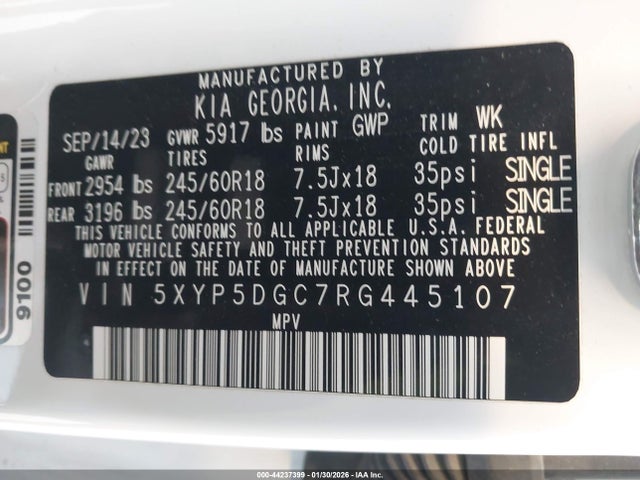 MANUFACTURED BY
KIA GEORGIA, INC.
SEP/14/23 GVWR 5917 lbs PAINT GWP TRIM WK
GAWR TIRES RIMS COLD TIRE INFL
FRONT 2954 lbs 245/60R18 7.5Jx18 35psi SINGLE
REAR 3196 lbs 245/60R18 7.5Jx18 35psi SINGLE
THIS VEHICLE CONFORMS TO ALL APPLICABLE U.S.A. FEDERAL
MOTOR VEHICLE SAFETY AND THEFT PREVENTION STANDARDS
IN EFFECT ON THE DATE OF MANUFACTURE SHOWN ABOVE
VIN 5XYP5DGC7RG445107
MPV
9100
000-44237399 - 01/30/2026 - IAA Inc.